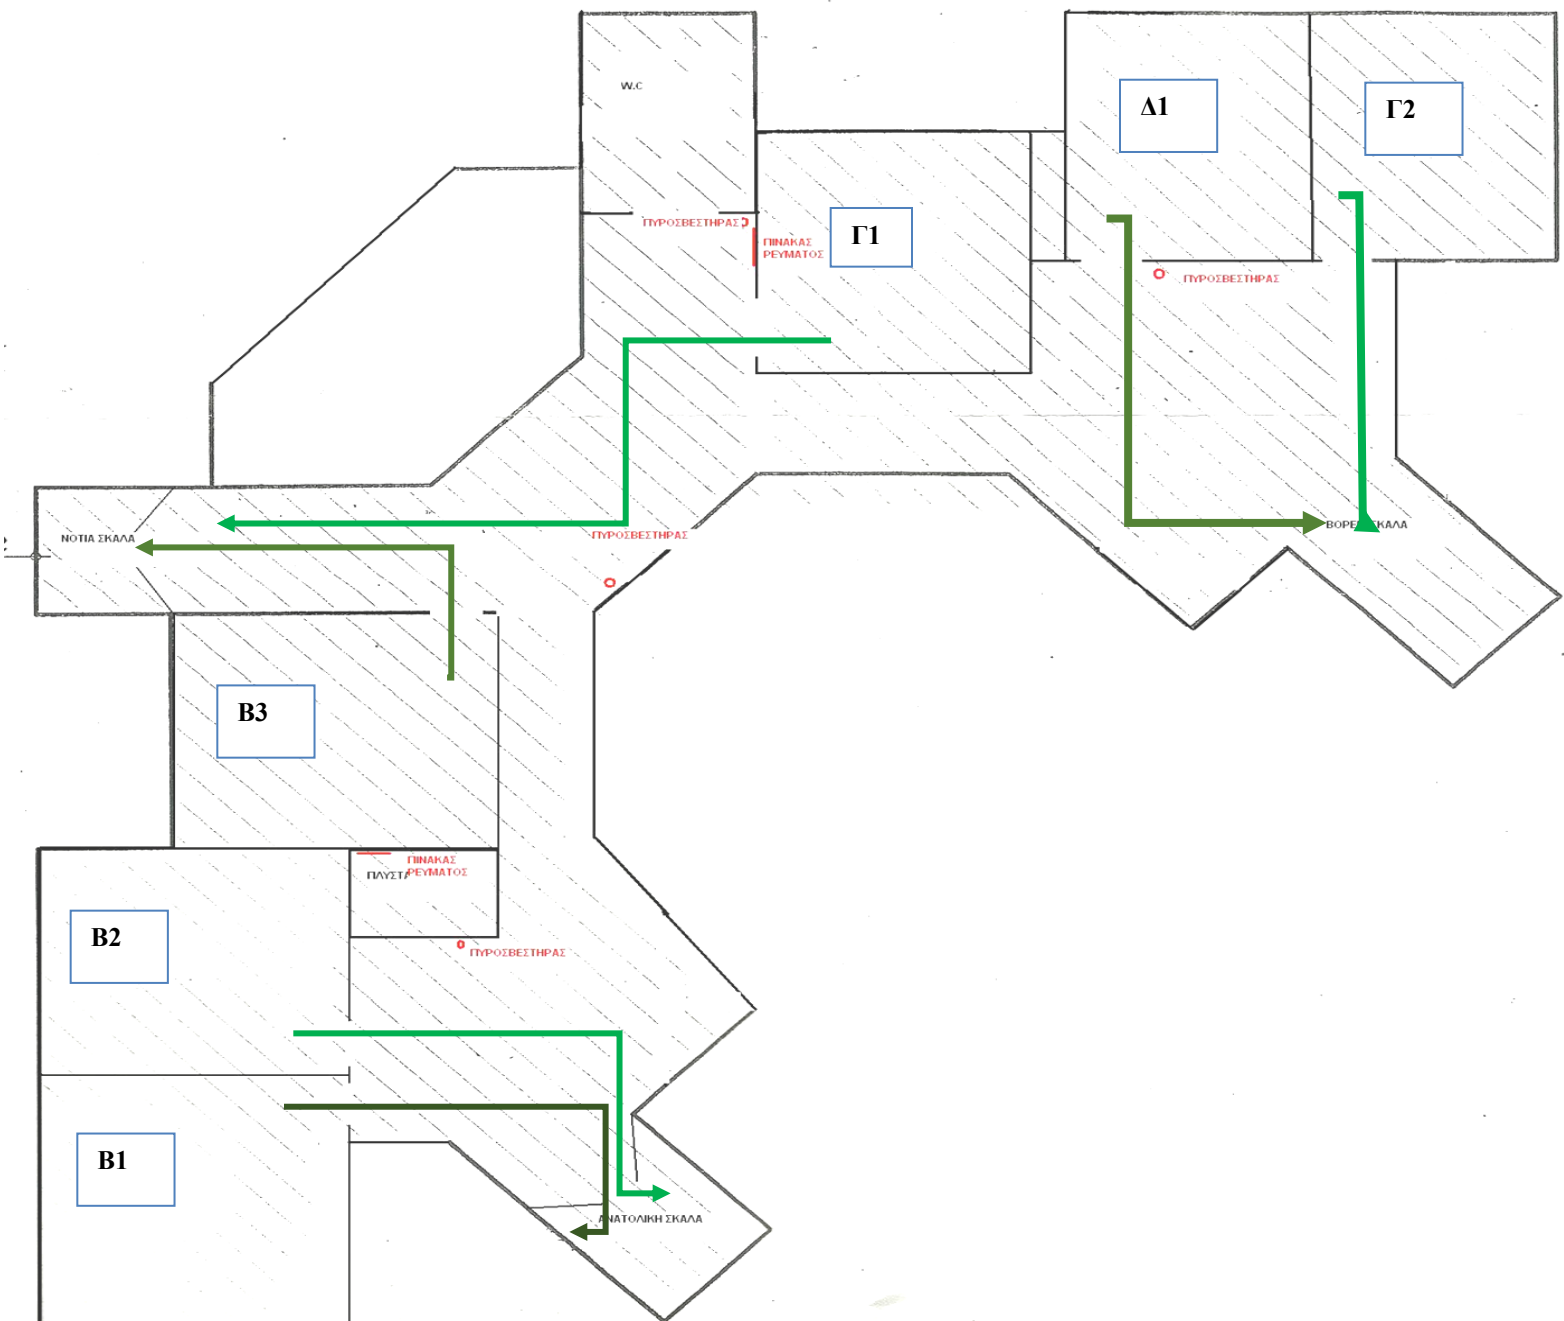 W.C
Δ1
Γ2
ΠΥΡΟΣΒΕΣΤΗΡΑΣ
ΠΙΝΑΚΑΣ
ΡΕΥΜΑΤΟΣ
Γ1
ΠΥΡΟΣΒΕΣΤΗΡΑΣ
ΝΟΤΙΑ ΣΚΑΛΑ
ΠΥΡΟΣΒΕΣΤΗΡΑΣ
ΣΚΑΛΑ
Β3
ΠΙΝΑΚΑΣ
ΡΕΥΜΑΤΟΣ
Β2
ΠΥΡΟΣΒΕΣΤΗΡΑΣ
Β1
ΑΝΑΤΟΛΙΚΗ ΣΚΑΛΑ